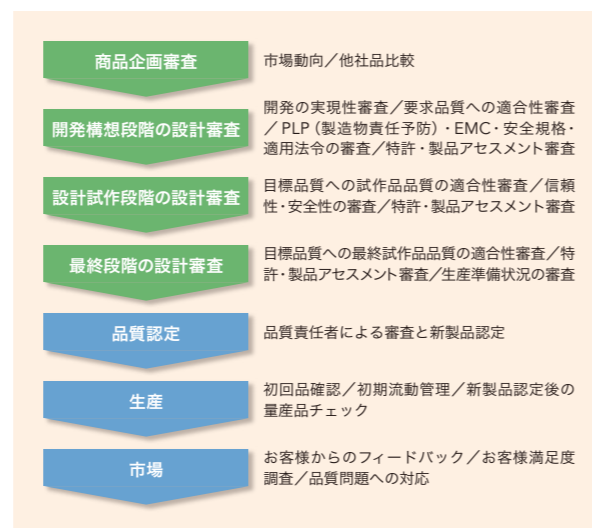 商品企画審査
市場動向／他社品比較
開発構想段階の設計審査
開発の実現性審査／要求品質への適合性審査
／PLP（製造物責任予防）・EMC・安全規格・
適用法令の審査／特許・製品アセスメント審査
設計試作段階の設計審査
目標品質への試作品品質の適合性審査／信頼
性・安全性の審査／特許・製品アセスメント審査
最終段階の設計審査
目標品質への最終試作品品質の適合性審査／特
許・製品アセスメント審査／生産準備状況の審査
品質認定
品質責任者による審査と新製品認定
生産
初回品確認／初期流動管理／新製品認定後の
量産品チェック
市場
お客様からのフィードバック／お客様満足度
調査／品質問題への対応